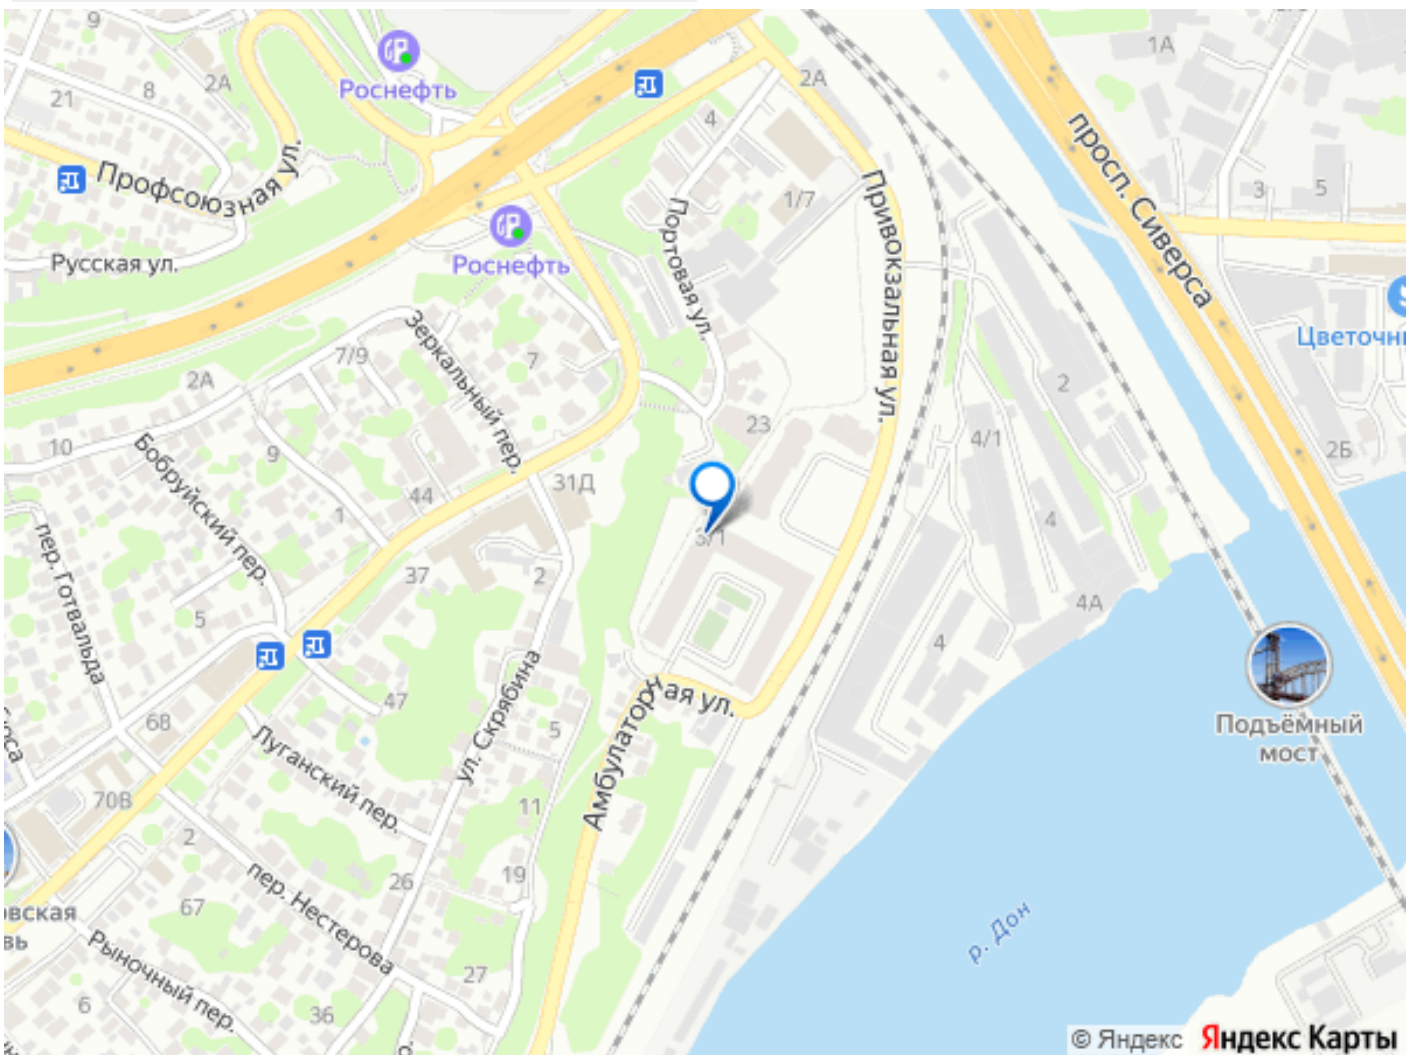 2А
8
21
Роснефть
Профсоюзная ул.
Русская ул.
Роснефть
4
2А
1/7
Портовая ул.
Привокзальная ул.
1А
просп. Сиверса
3
5
Цветочн
2Б
7/9
2А
Зеркальный пер.
7
10
Бобруйский пер.
9
44
31Д
23
2
4/1
4
1
пер. Готвальда
37
2
3/1
4А
5
4
47
ул. Скрябина
Амбулаторная ул.
Подъёмный
мост
68
Луганский пер.
5
70В
11
2
19
26
пер. Нестерова
67
вская
Рыночный пер.
27
36
6
р. Дон
© Яндекс Яндекс Карты